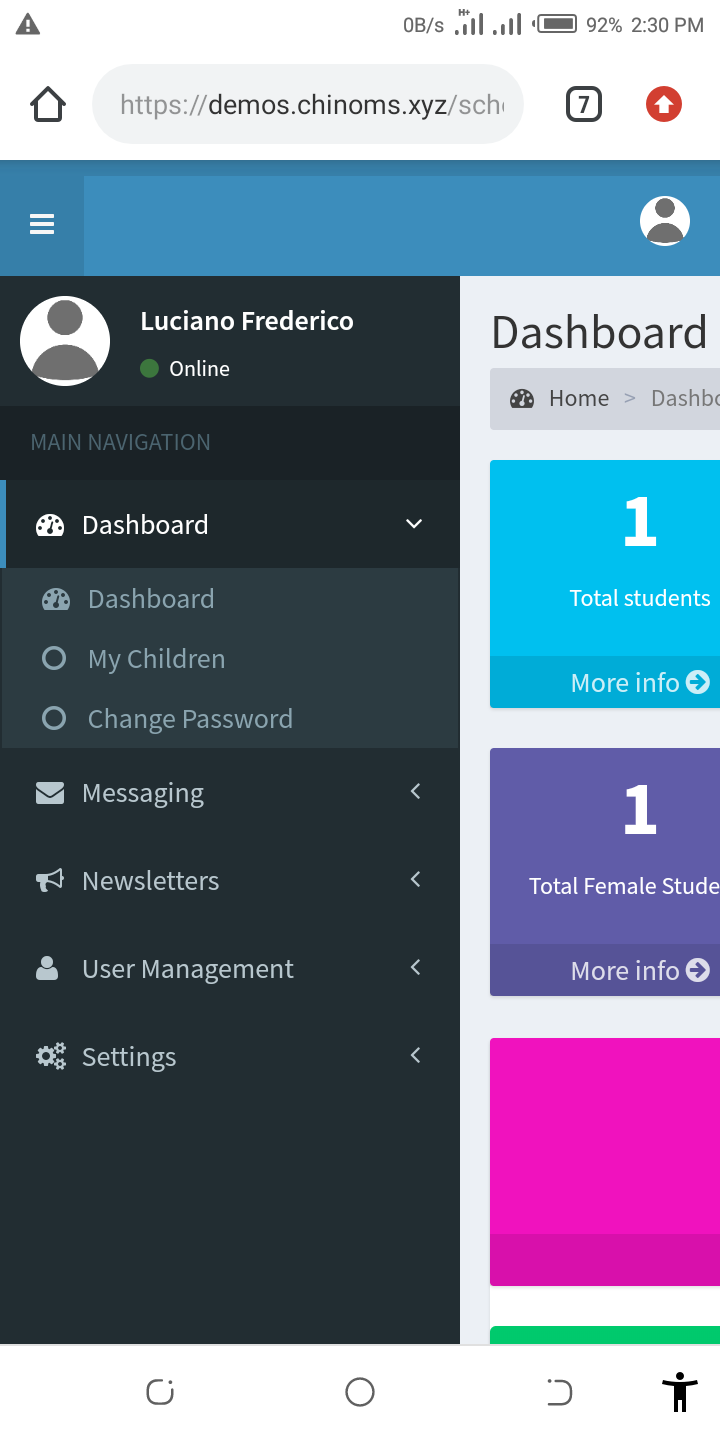 0B/s H+ 92% 2:30 PM
https://demos.chinoms.xyz/sch
7
Luciano Frederico
Online
Dashboard
Home > Dashbo
MAIN NAVIGATION
Dashboard
Dashboard
My Children
Change Password
Messaging
Newsletters
User Management
Settings
1
Total students
More info
1
Total Female Stude
More info